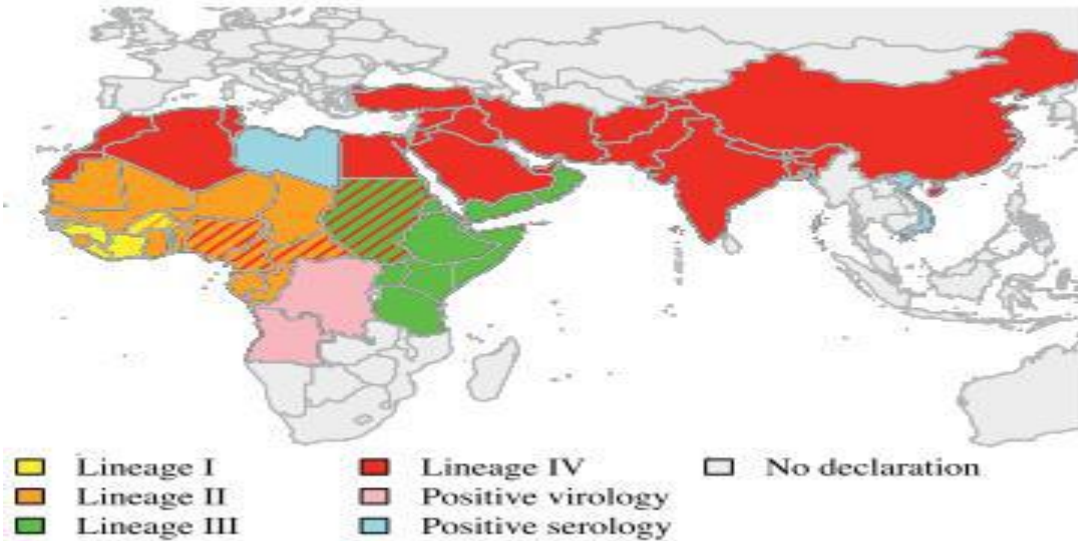 Lineage I
Lineage IV
No declaration
Lineage II
Positive virology
Lineage III
Positive serology